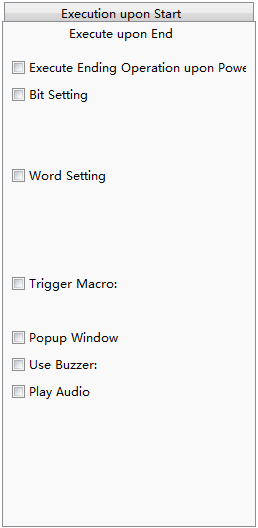 Execution upon Start
Execute upon End
Execute Ending Operation upon Powe
Bit Setting
Word Setting
Trigger Macro:
Popup Window
Use Buzzer:
Play Audio